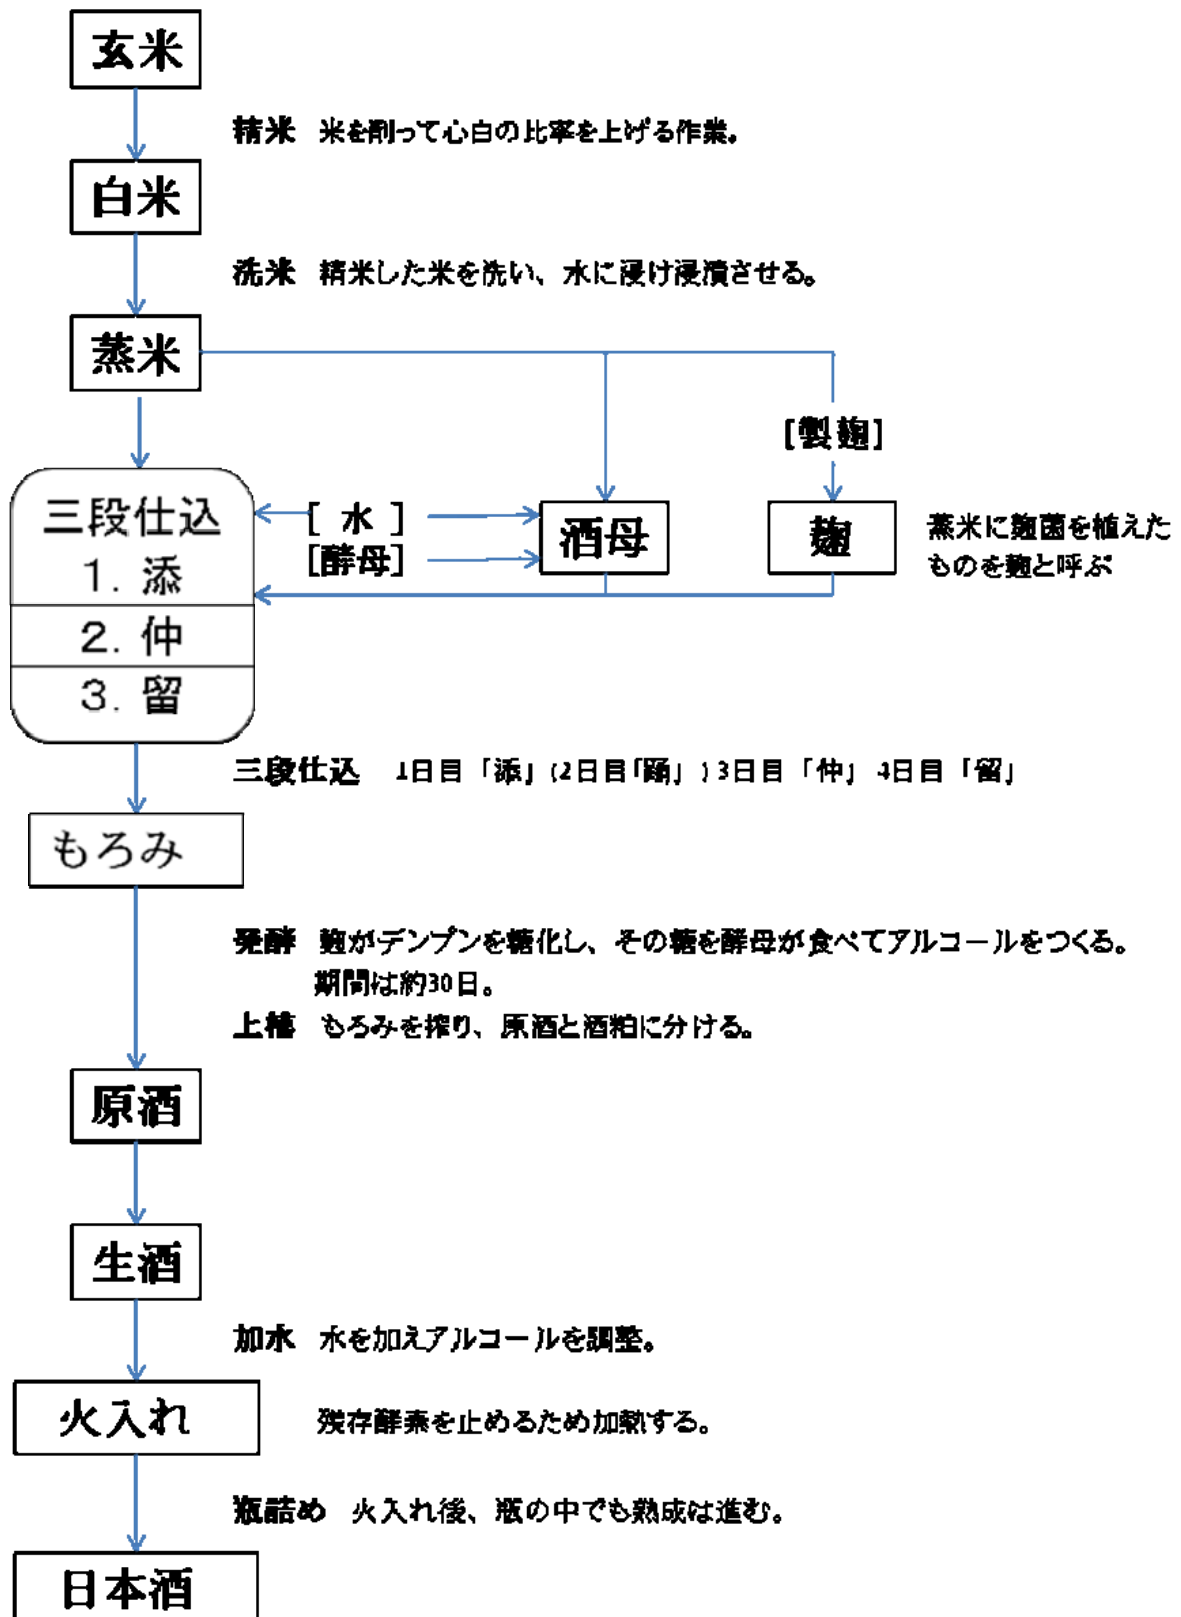 玄米
精米 米を削って心白の比率を上げる作業。
白米
洗米 精米した米を洗い、水に浸け浸漬させる。
蒸米
[製麹]
三段仕込
1. 添
2. 仲
3. 留
[ 水 ]
[酵母]
酒母
麹
蒸米に麹菌を植えた
ものを麹と呼ぶ
三段仕込 1日目「添」(2日目「踊」)3日目「仲」4日目「留」
もろみ
発酵 麹がデンプンを糖化し、その糖を酵母が食べてアルコールをつくる。
期間は約30日。
上槽 もろみを搾り、原酒と酒粕に分ける。
原酒
生酒
加水 水を加えアルコールを調整。
火入れ
残存酵素を止めるため加熱する。
瓶詰め 火入れ後、瓶の中でも熟成は進む。
日本酒